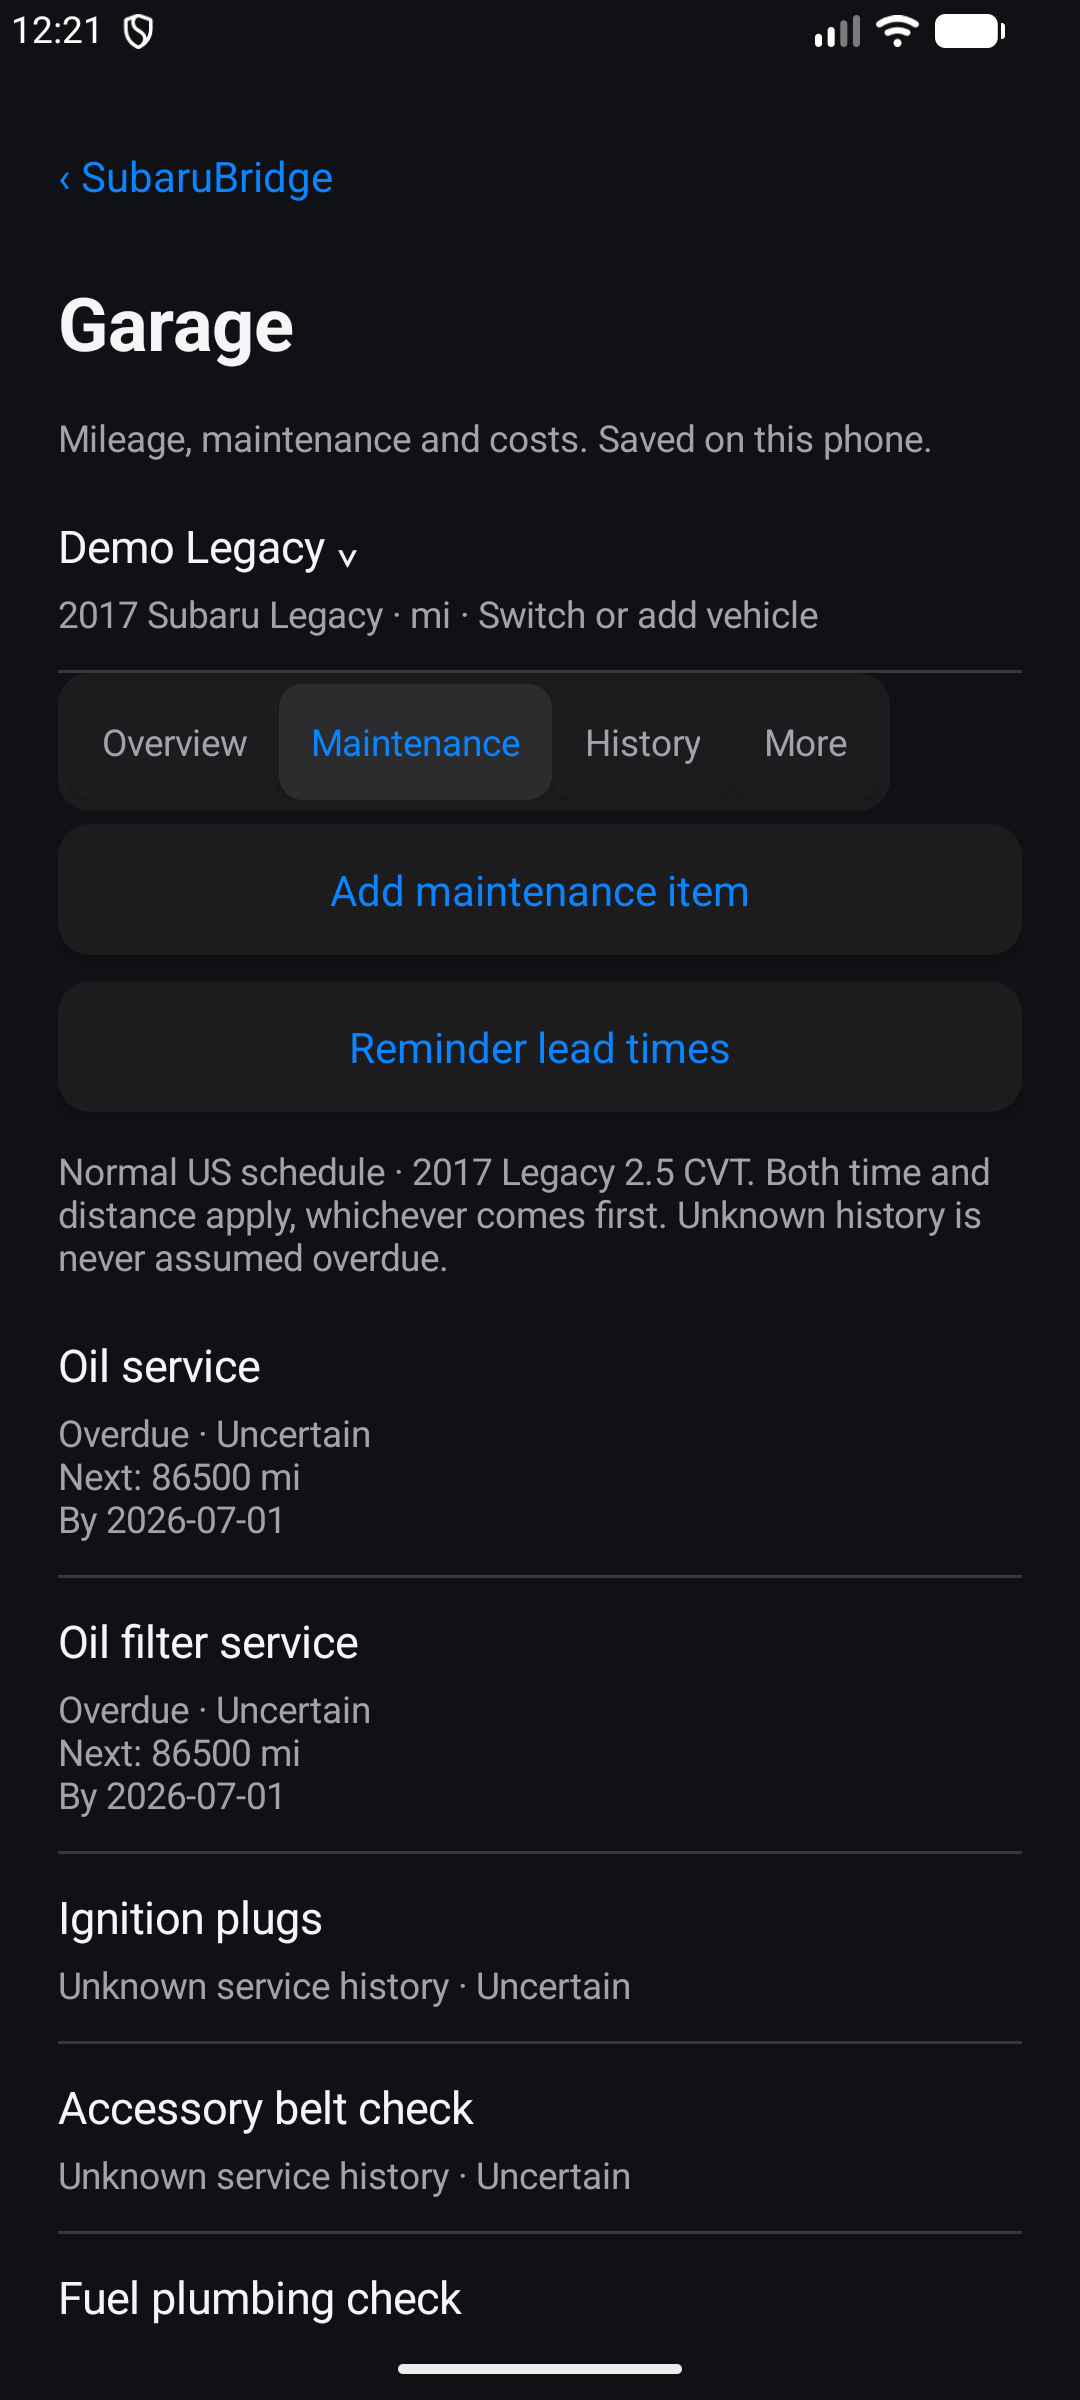 12:21
‹ SubaruBridge
Garage
Mileage, maintenance and costs. Saved on this phone.
Demo Legacy v
2017 Subaru Legacy · mi · Switch or add vehicle
Overview Maintenance History More
Add maintenance item
Reminder lead times
Normal US schedule · 2017 Legacy 2.5 CVT. Both time and
distance apply, whichever comes first. Unknown history is
never assumed overdue.
Oil service
Overdue · Uncertain
Next: 86500 mi
By 2026-07-01
Oil filter service
Overdue · Uncertain
Next: 86500 mi
By 2026-07-01
Ignition plugs
Unknown service history · Uncertain
Accessory belt check
Unknown service history · Uncertain
Fuel plumbing check